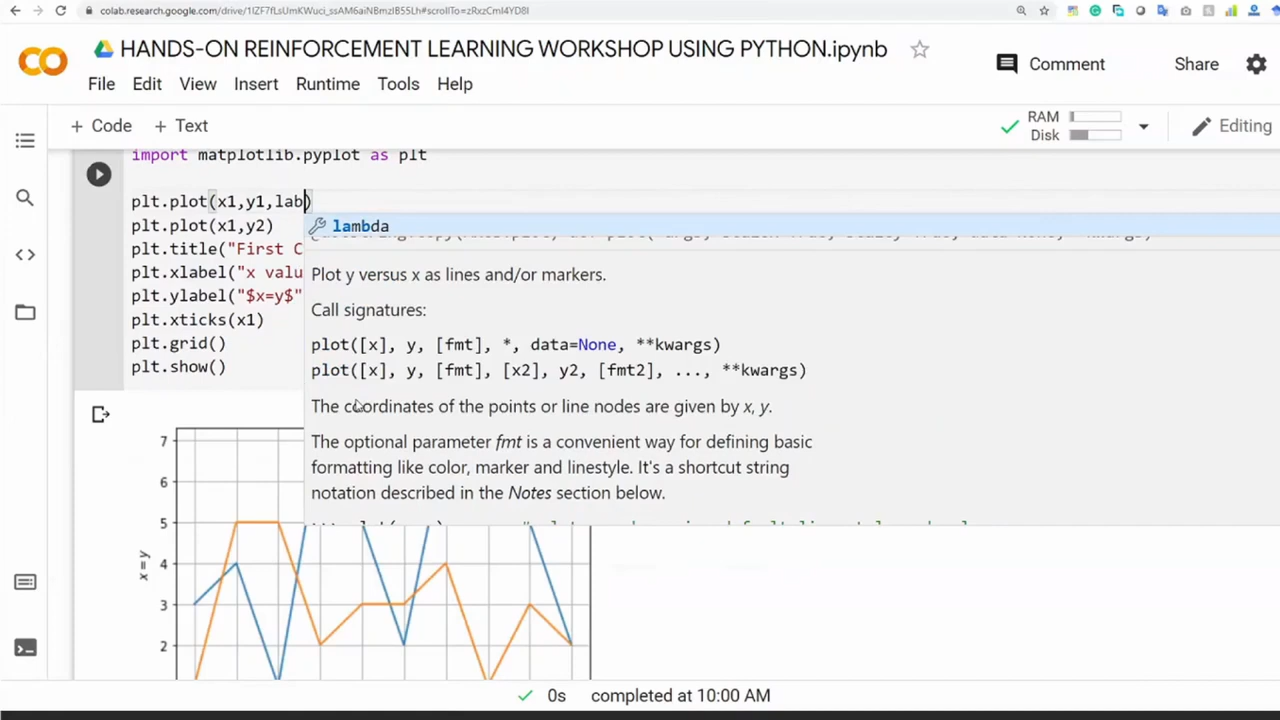 colab.research.google.com/drive/1IZF7fLsUmKWuci_ssAM6aiNBmzIB55Lh#scrollTo=zRxzCmI4YD8I
HANDS-ON REINFORCEMENT LEARNING WORKSHOP USING PYTHON.ipynb
Comment
Share
File Edit View Insert Runtime Tools Help
+ Code + Text
RAM
Disk
Editing
import matplotlib.pyplot as plt
plt.plot(x1,y1,lab)
lambda
plt.plot(x1,y2)
plt.title("First C
Plot y versus x as lines and/or markers.
plt.xlabel("x valu
plt.ylabel("$x=y$"
Call signatures:
plt.xticks(x1)
plt.grid()
plot([x], y, [fmt], *, data=None, **kwargs)
plt.show()
plot([x], y, [fmt], [x2], y2, [fmt2], ..., **kwargs)
The coordinates of the points or line nodes are given by x, y.
The optional parameter fmt is a convenient way for defining basic
formatting like color, marker and linestyle. It's a shortcut string
notation described in the Notes section below.
7
6
5
4
3
2
x = y
0s completed at 10:00 AM